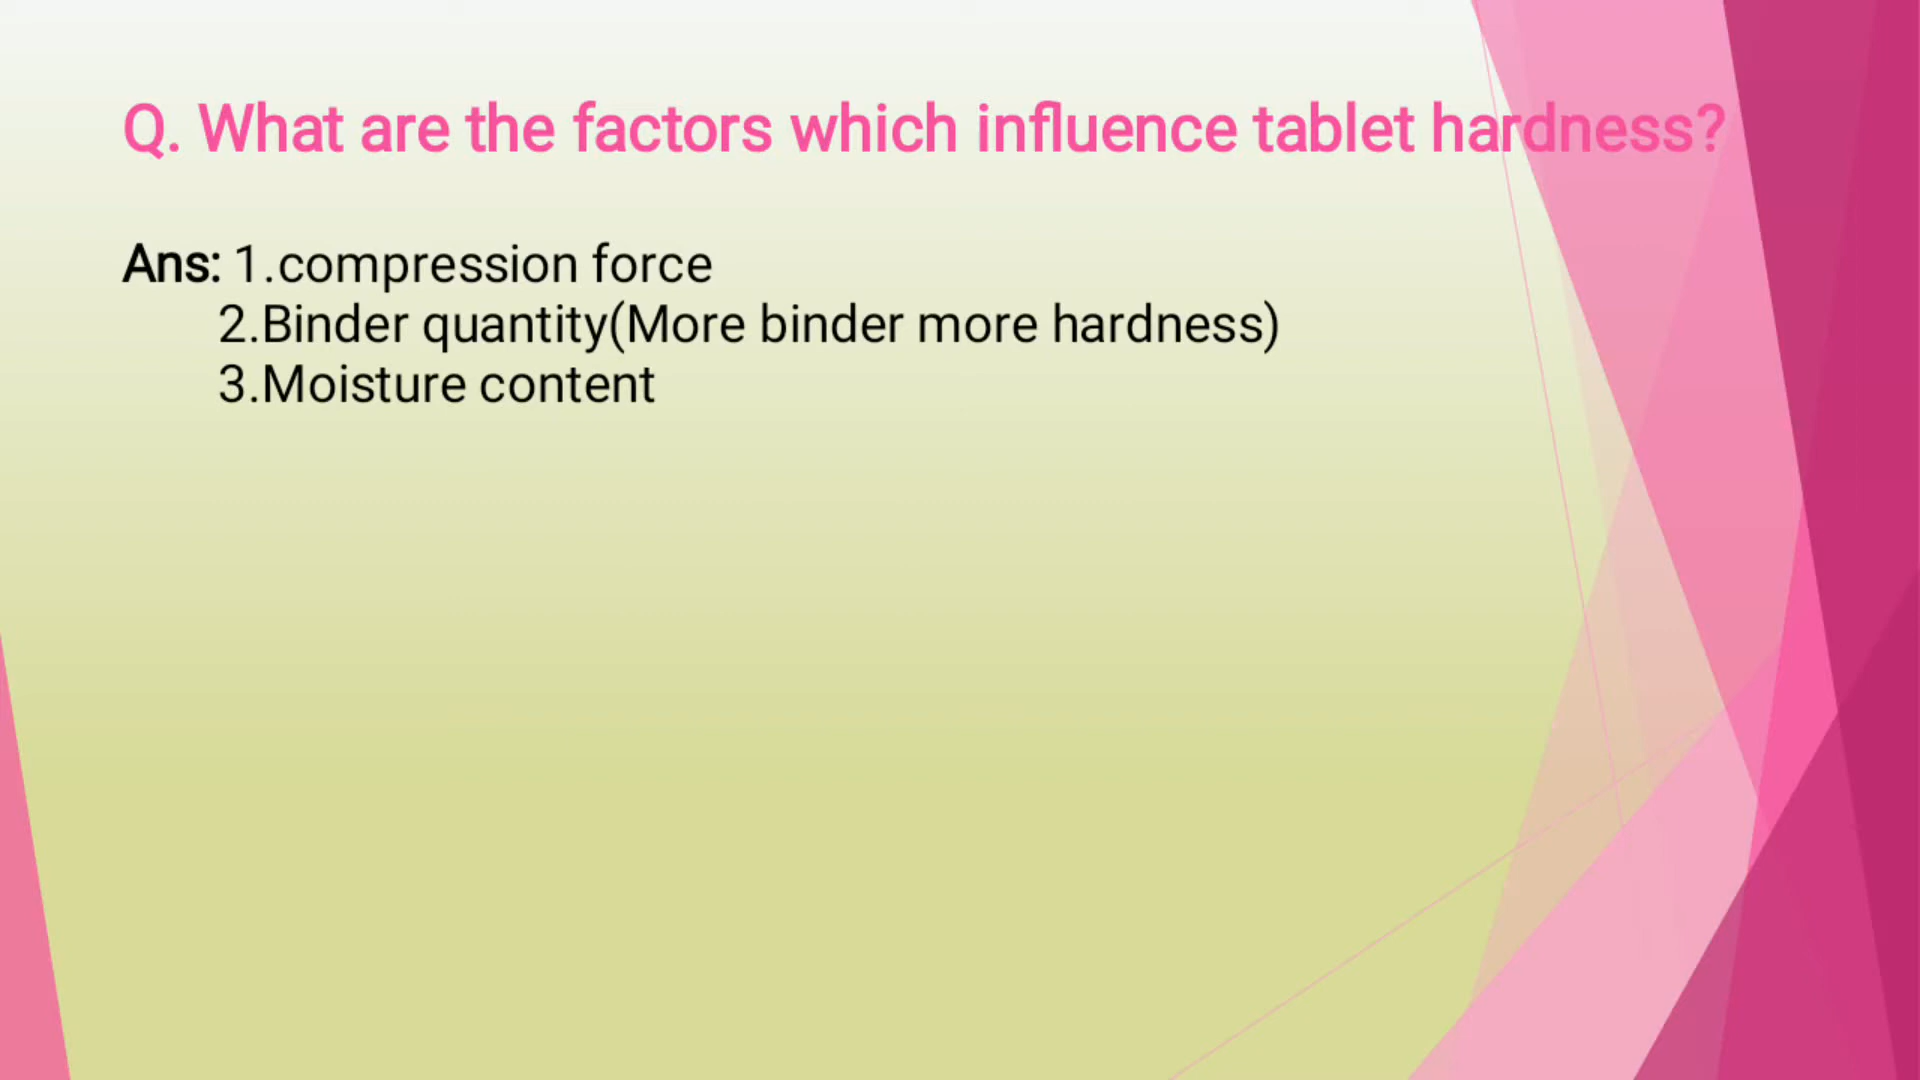 Q. What are the factors which influence tablet hardness?
Ans: 1.compression force
2.Binder quantity(More binder more hardness)
3.Moisture content